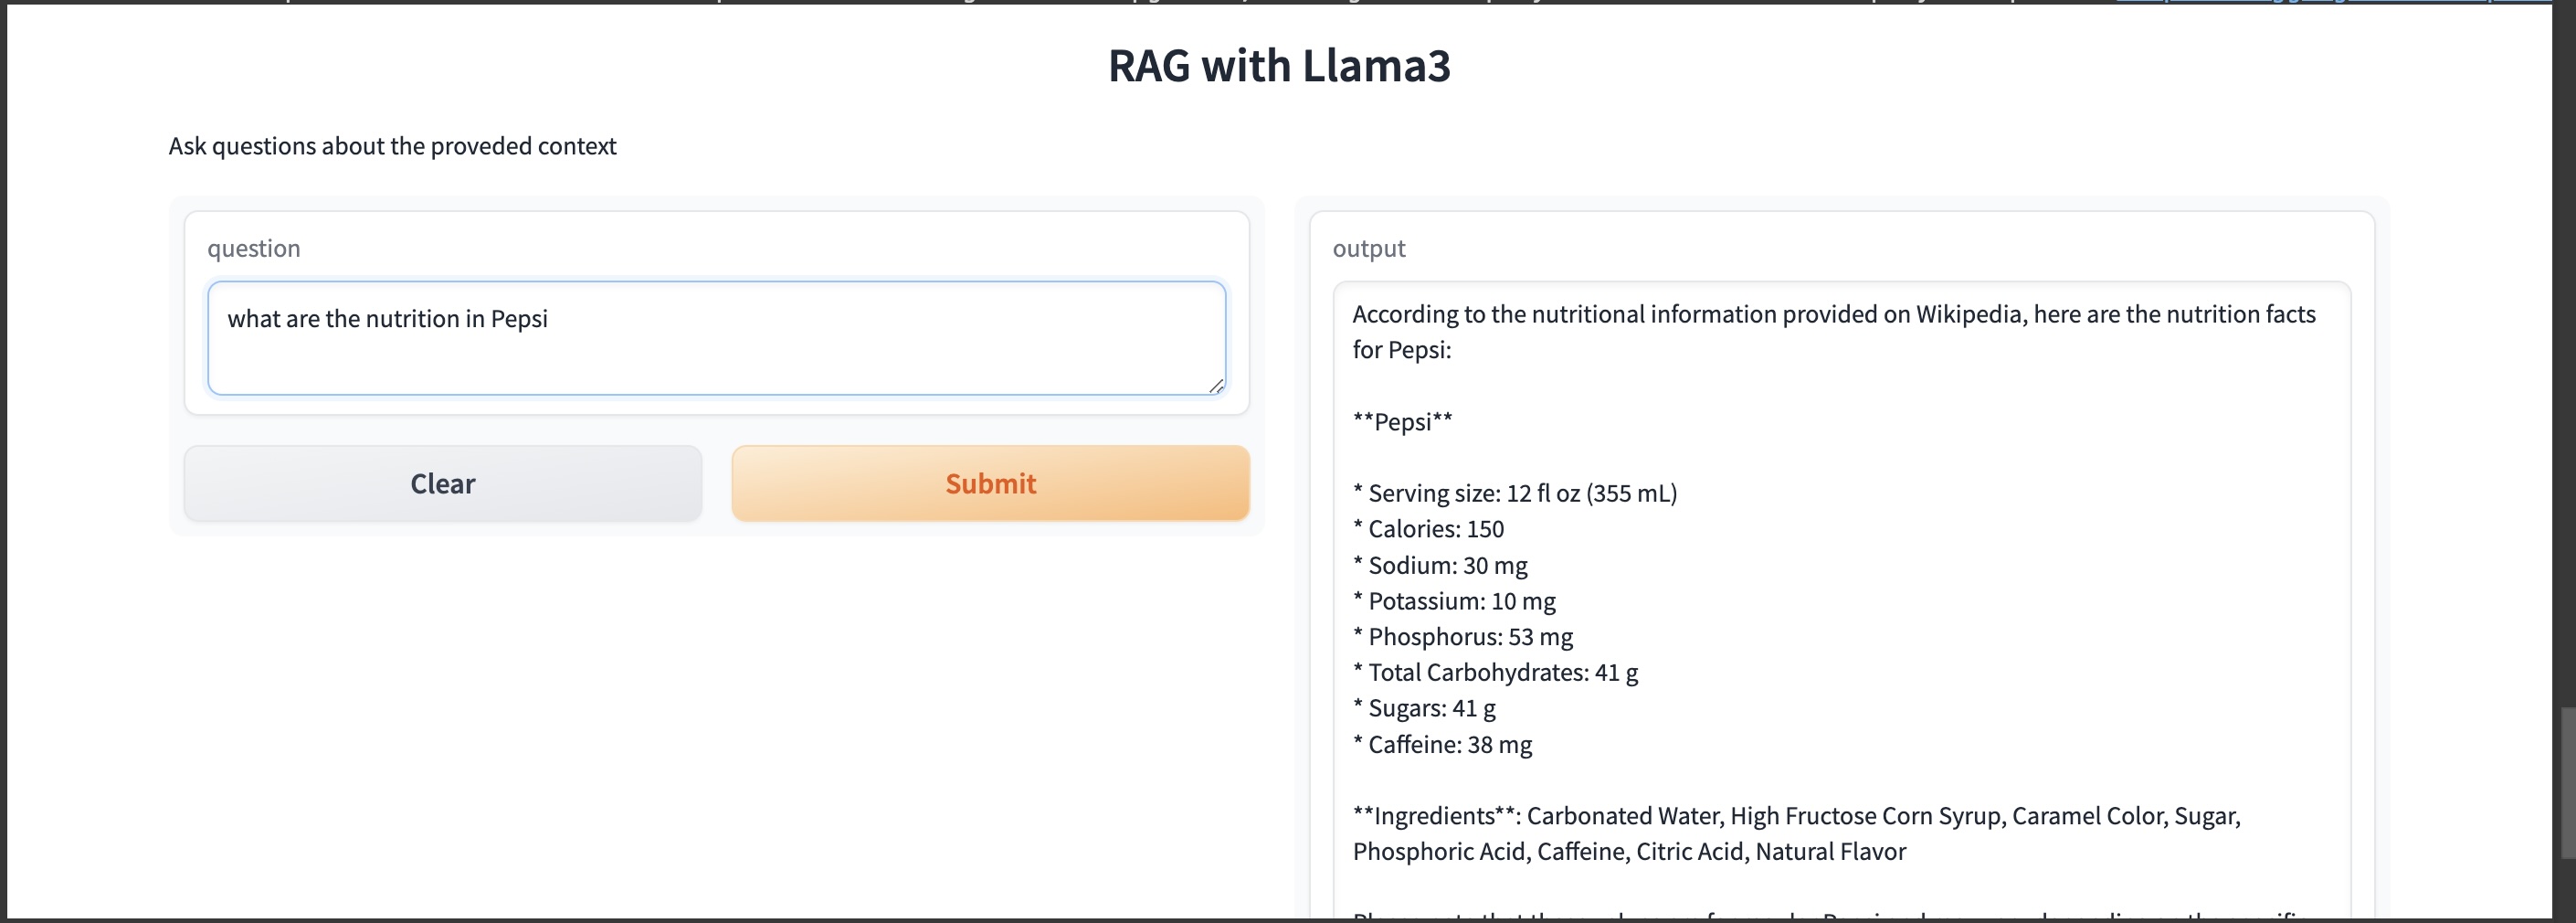 RAG with Llama3
Ask questions about the proveded context
question
what are the nutrition in Pepsi
Clear
Submit
output
According to the nutritional information provided on Wikipedia, here are the nutrition facts
for Pepsi:
**Pepsi**
* Serving size: 12 fl oz (355 mL)
* Calories: 150
* Sodium: 30 mg
* Potassium: 10 mg
* Phosphorus: 53 mg
* Total Carbohydrates: 41 g
* Sugars: 41 g
* Caffeine: 38 mg
**Ingredients**: Carbonated Water, High Fructose Corn Syrup, Caramel Color, Sugar,
Phosphoric Acid, Caffeine, Citric Acid, Natural Flavor